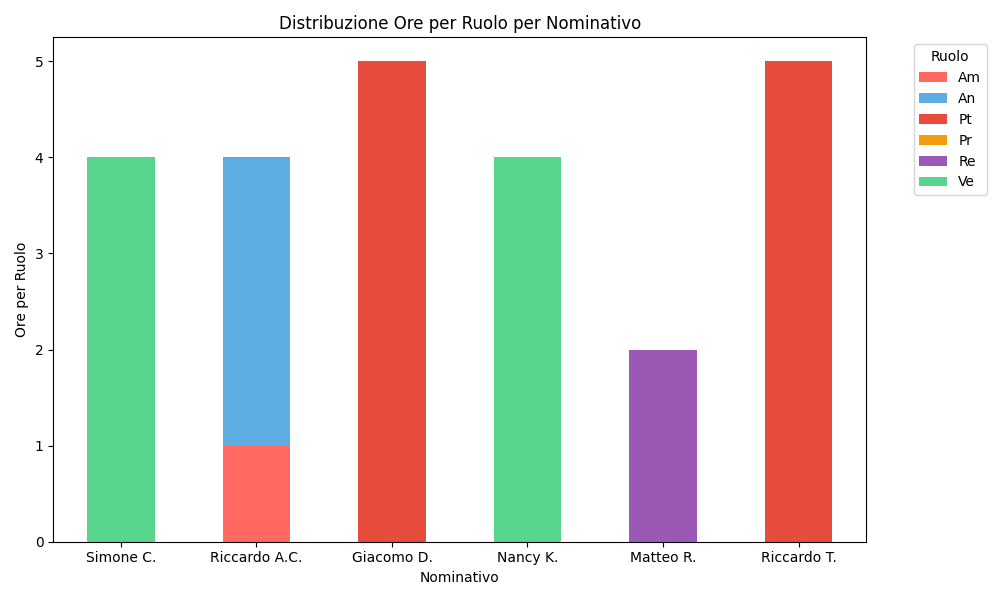 Distribuzione Ore per Ruolo per Nominativo
Ruolo
Am
An
Pt
Pr
Re
Ve
Ore per Ruolo
5
4
3
2
1
0
Simone C. Riccardo A.C. Giacomo D. Nancy K. Matteo R. Riccardo T.
Nominativo